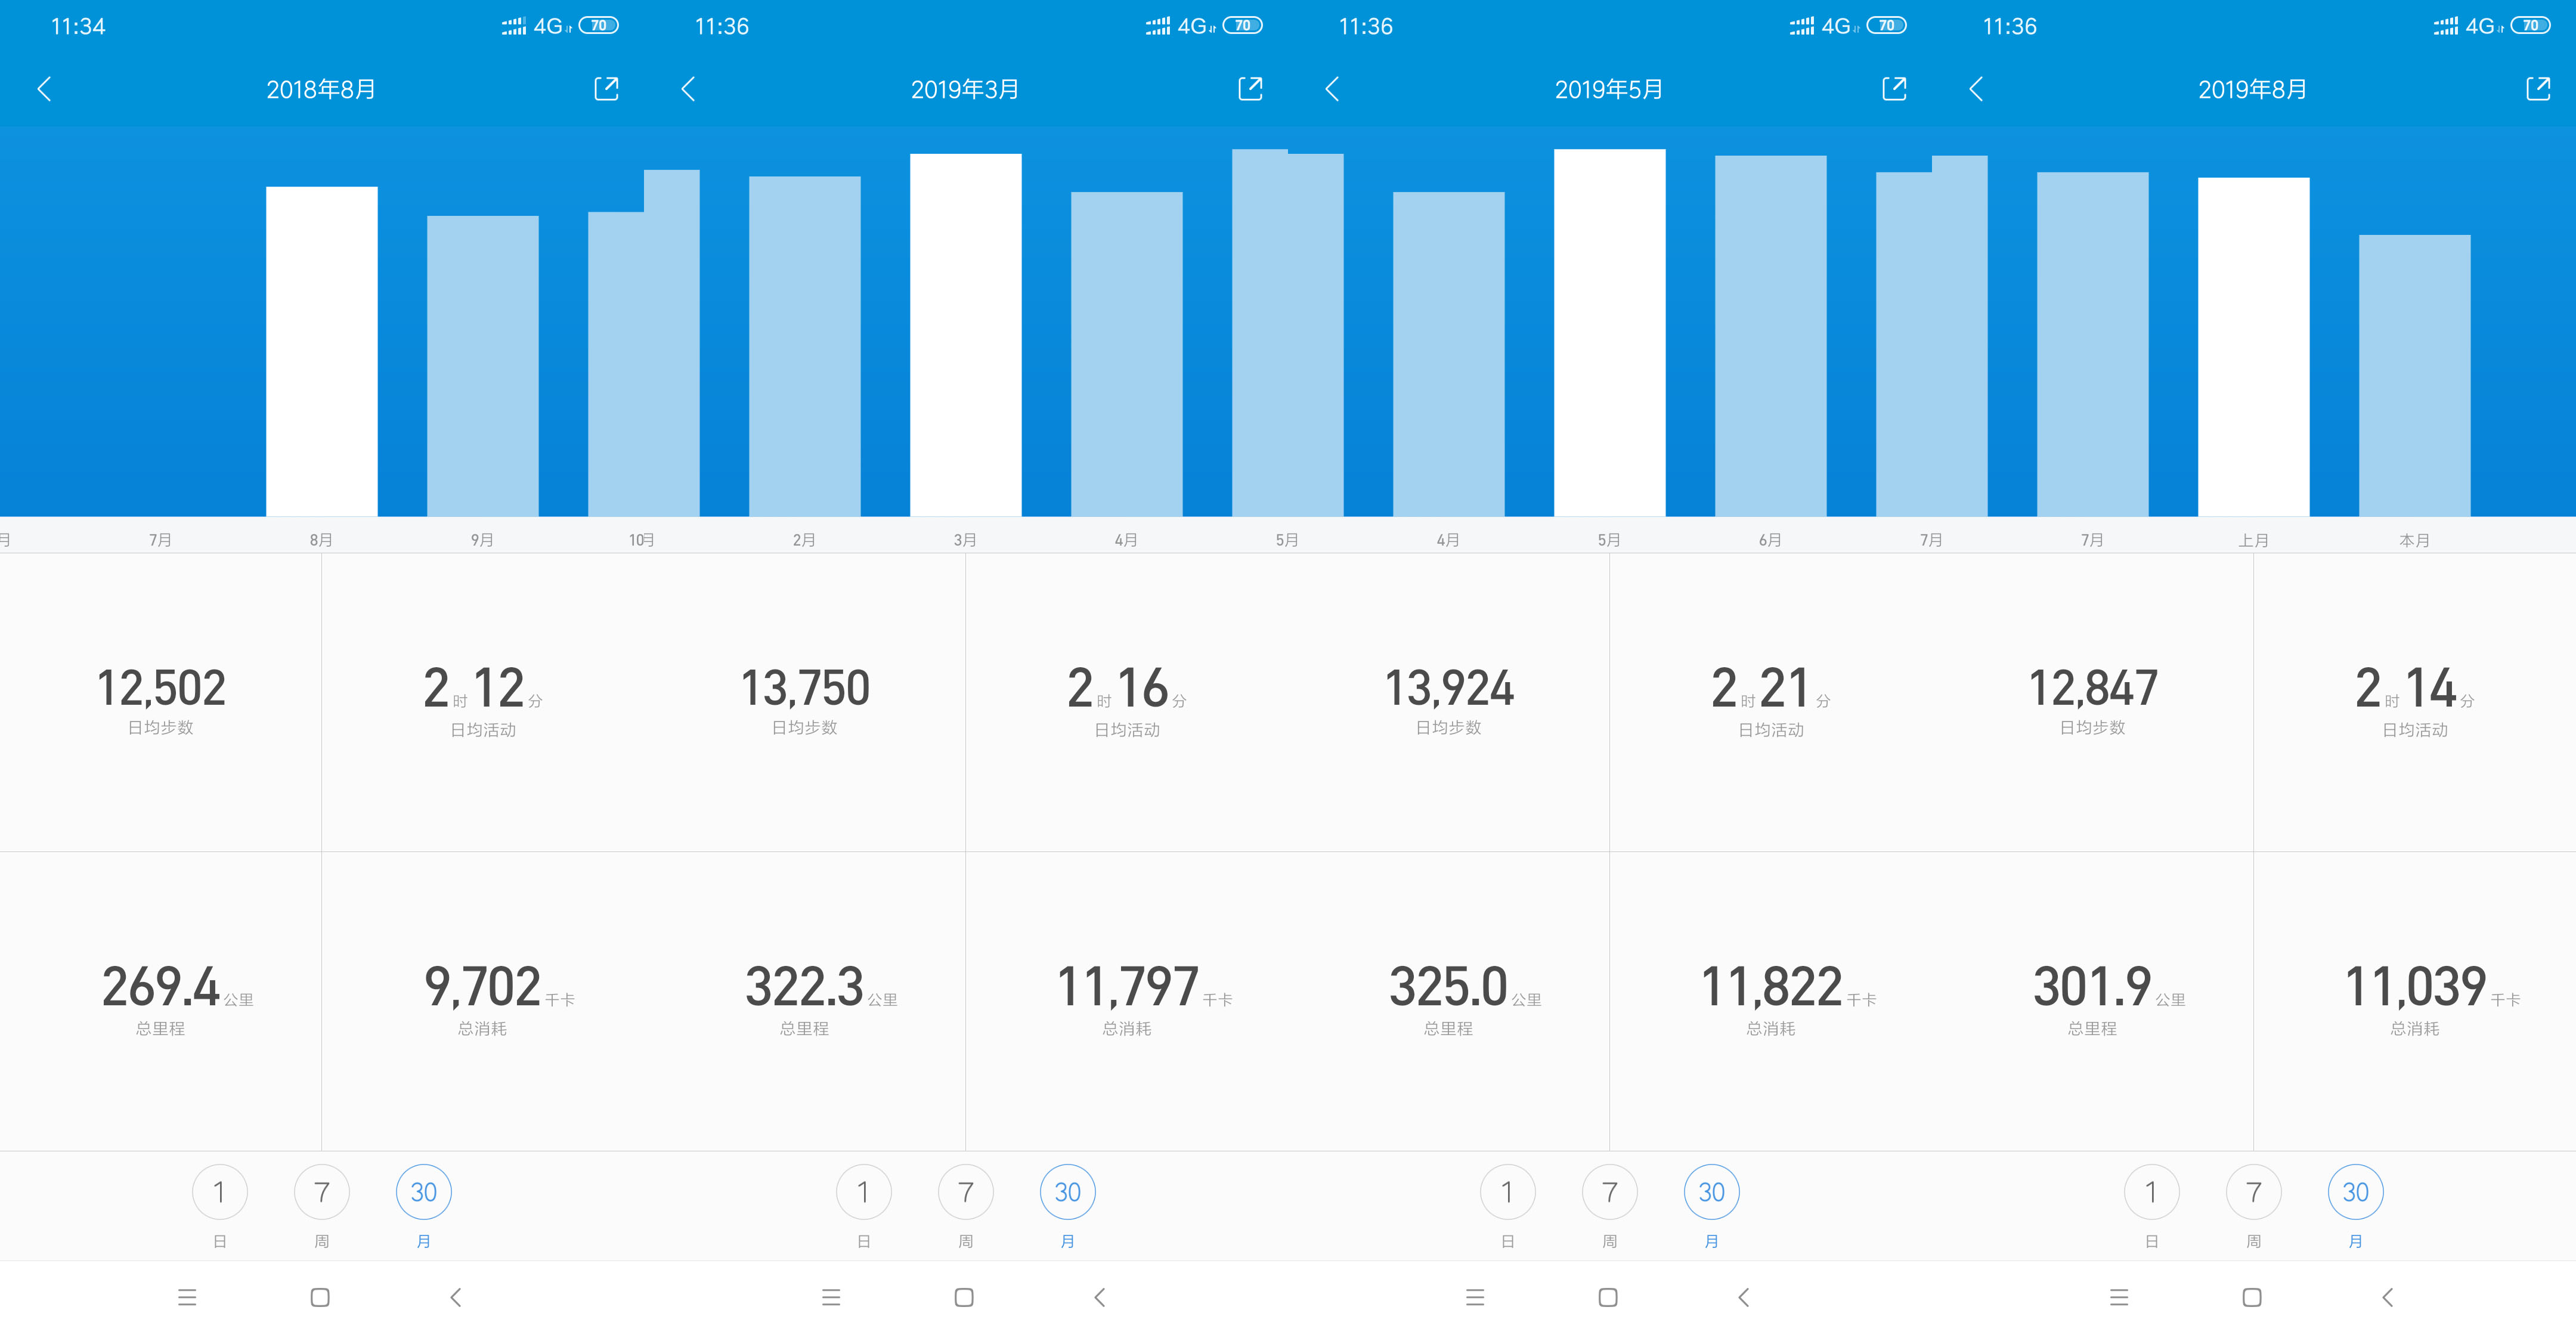 11:34 4G 70
2018年8月
月 7月 8月 9月 10月
12,502
日均步数
2时12分
日均活动
269.4公里
总里程
9,702千卡
总消耗
1 7 30
日 周 月
11:36 4G 70
2019年3月
2月 3月 4月 5月
13,750
日均步数
2时16分
日均活动
322.3公里
总里程
11,797千卡
总消耗
1 7 30
日 周 月
11:36 4G 70
2019年5月
4月 5月 6月 7月
13,924
日均步数
2时21分
日均活动
325.0公里
总里程
11,822千卡
总消耗
1 7 30
日 周 月
11:36 4G 70
2019年8月
7月 上月 本月
12,847
日均步数
2时14分
日均活动
301.9公里
总里程
11,039千卡
总消耗
1 7 30
日 周 月